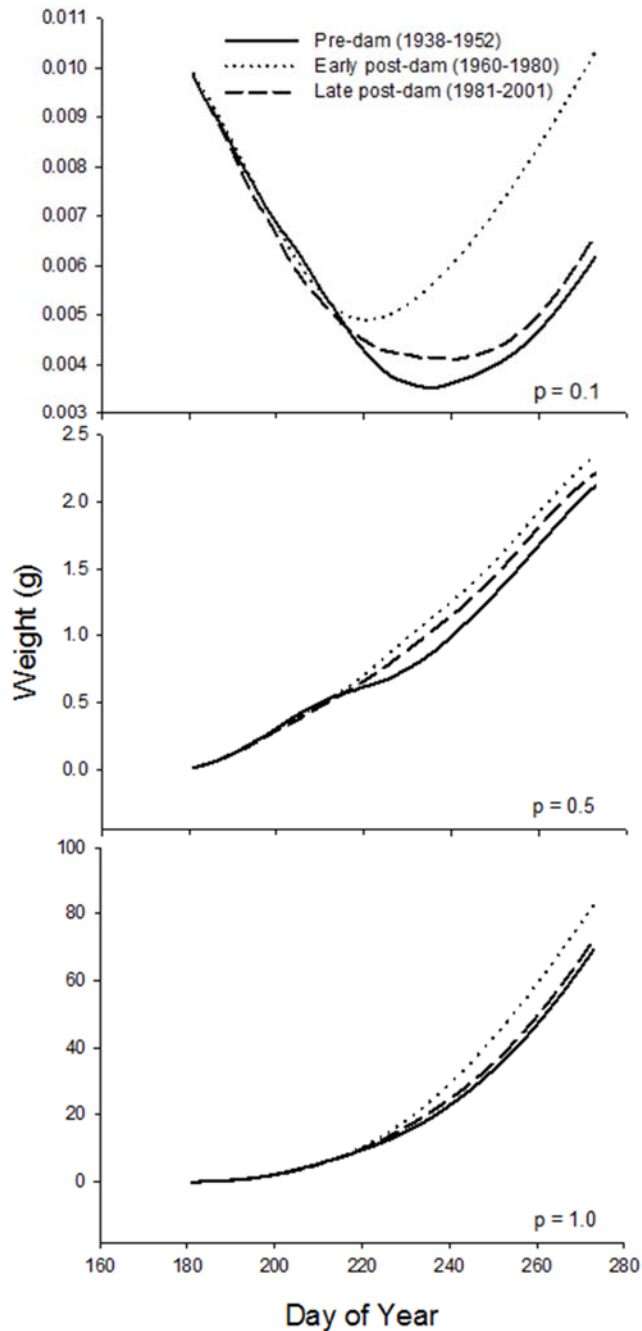 0.011
0.010
0.009
0.008
0.007
0.006
0.005
0.004
0.003
Pre-dam (1938-1952)
Early post-dam (1960-1980)
Late post-dam (1981-2001)
p = 0.1
2.5
2.0
1.5
1.0
0.5
0.0
p = 0.5
Weight (g)
100
80
60
40
20
0
p = 1.0
160 180 200 220 240 260 280
Day of Year